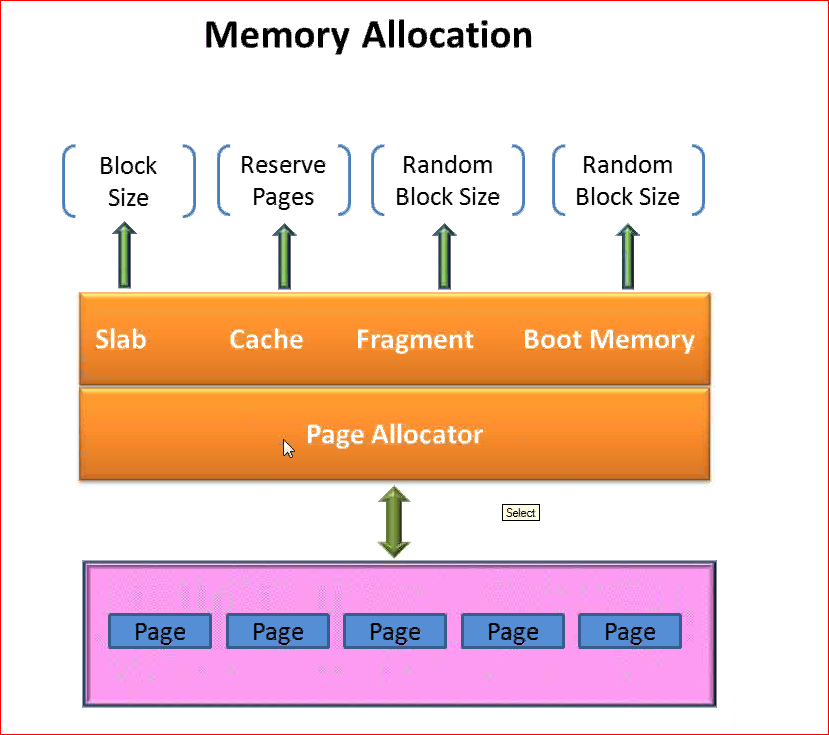 Memory Allocation
Block
Size
Reserve
Pages
Random
Block Size
Random
Block Size
Slab
Cache
Fragment
Boot Memory
Page Allocator
Select
Page
Page
Page
Page
Page